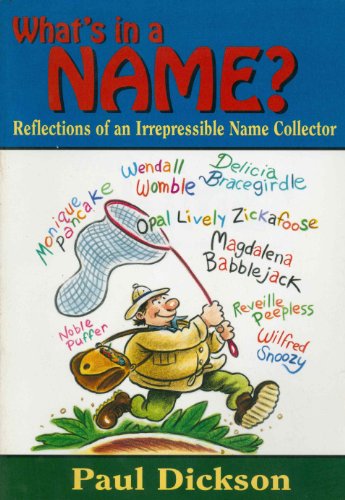 What's in a
NAME?
Reflections of an Irrepressible Name Collector
Monique
Pancake
Wendall
Womble
Delicia
Bracegirdle
Opal Lively Zickafoose
Magdalena
Babblejack
Reveille
Peepless
Noble
Puffer
Wilfred
Snoozy
Paul Dickson